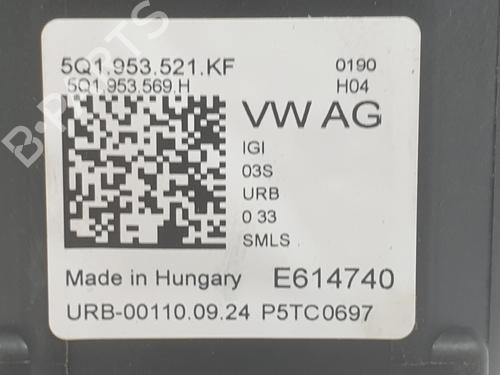 5Q1.953.521.KF 0190
5Q1.953.569.H H04
VW AG
IGI
03S
URB
0 33
SMLS
Made in Hungary E614740
URB-00110.09.24 P5TC0697
B-PARTS